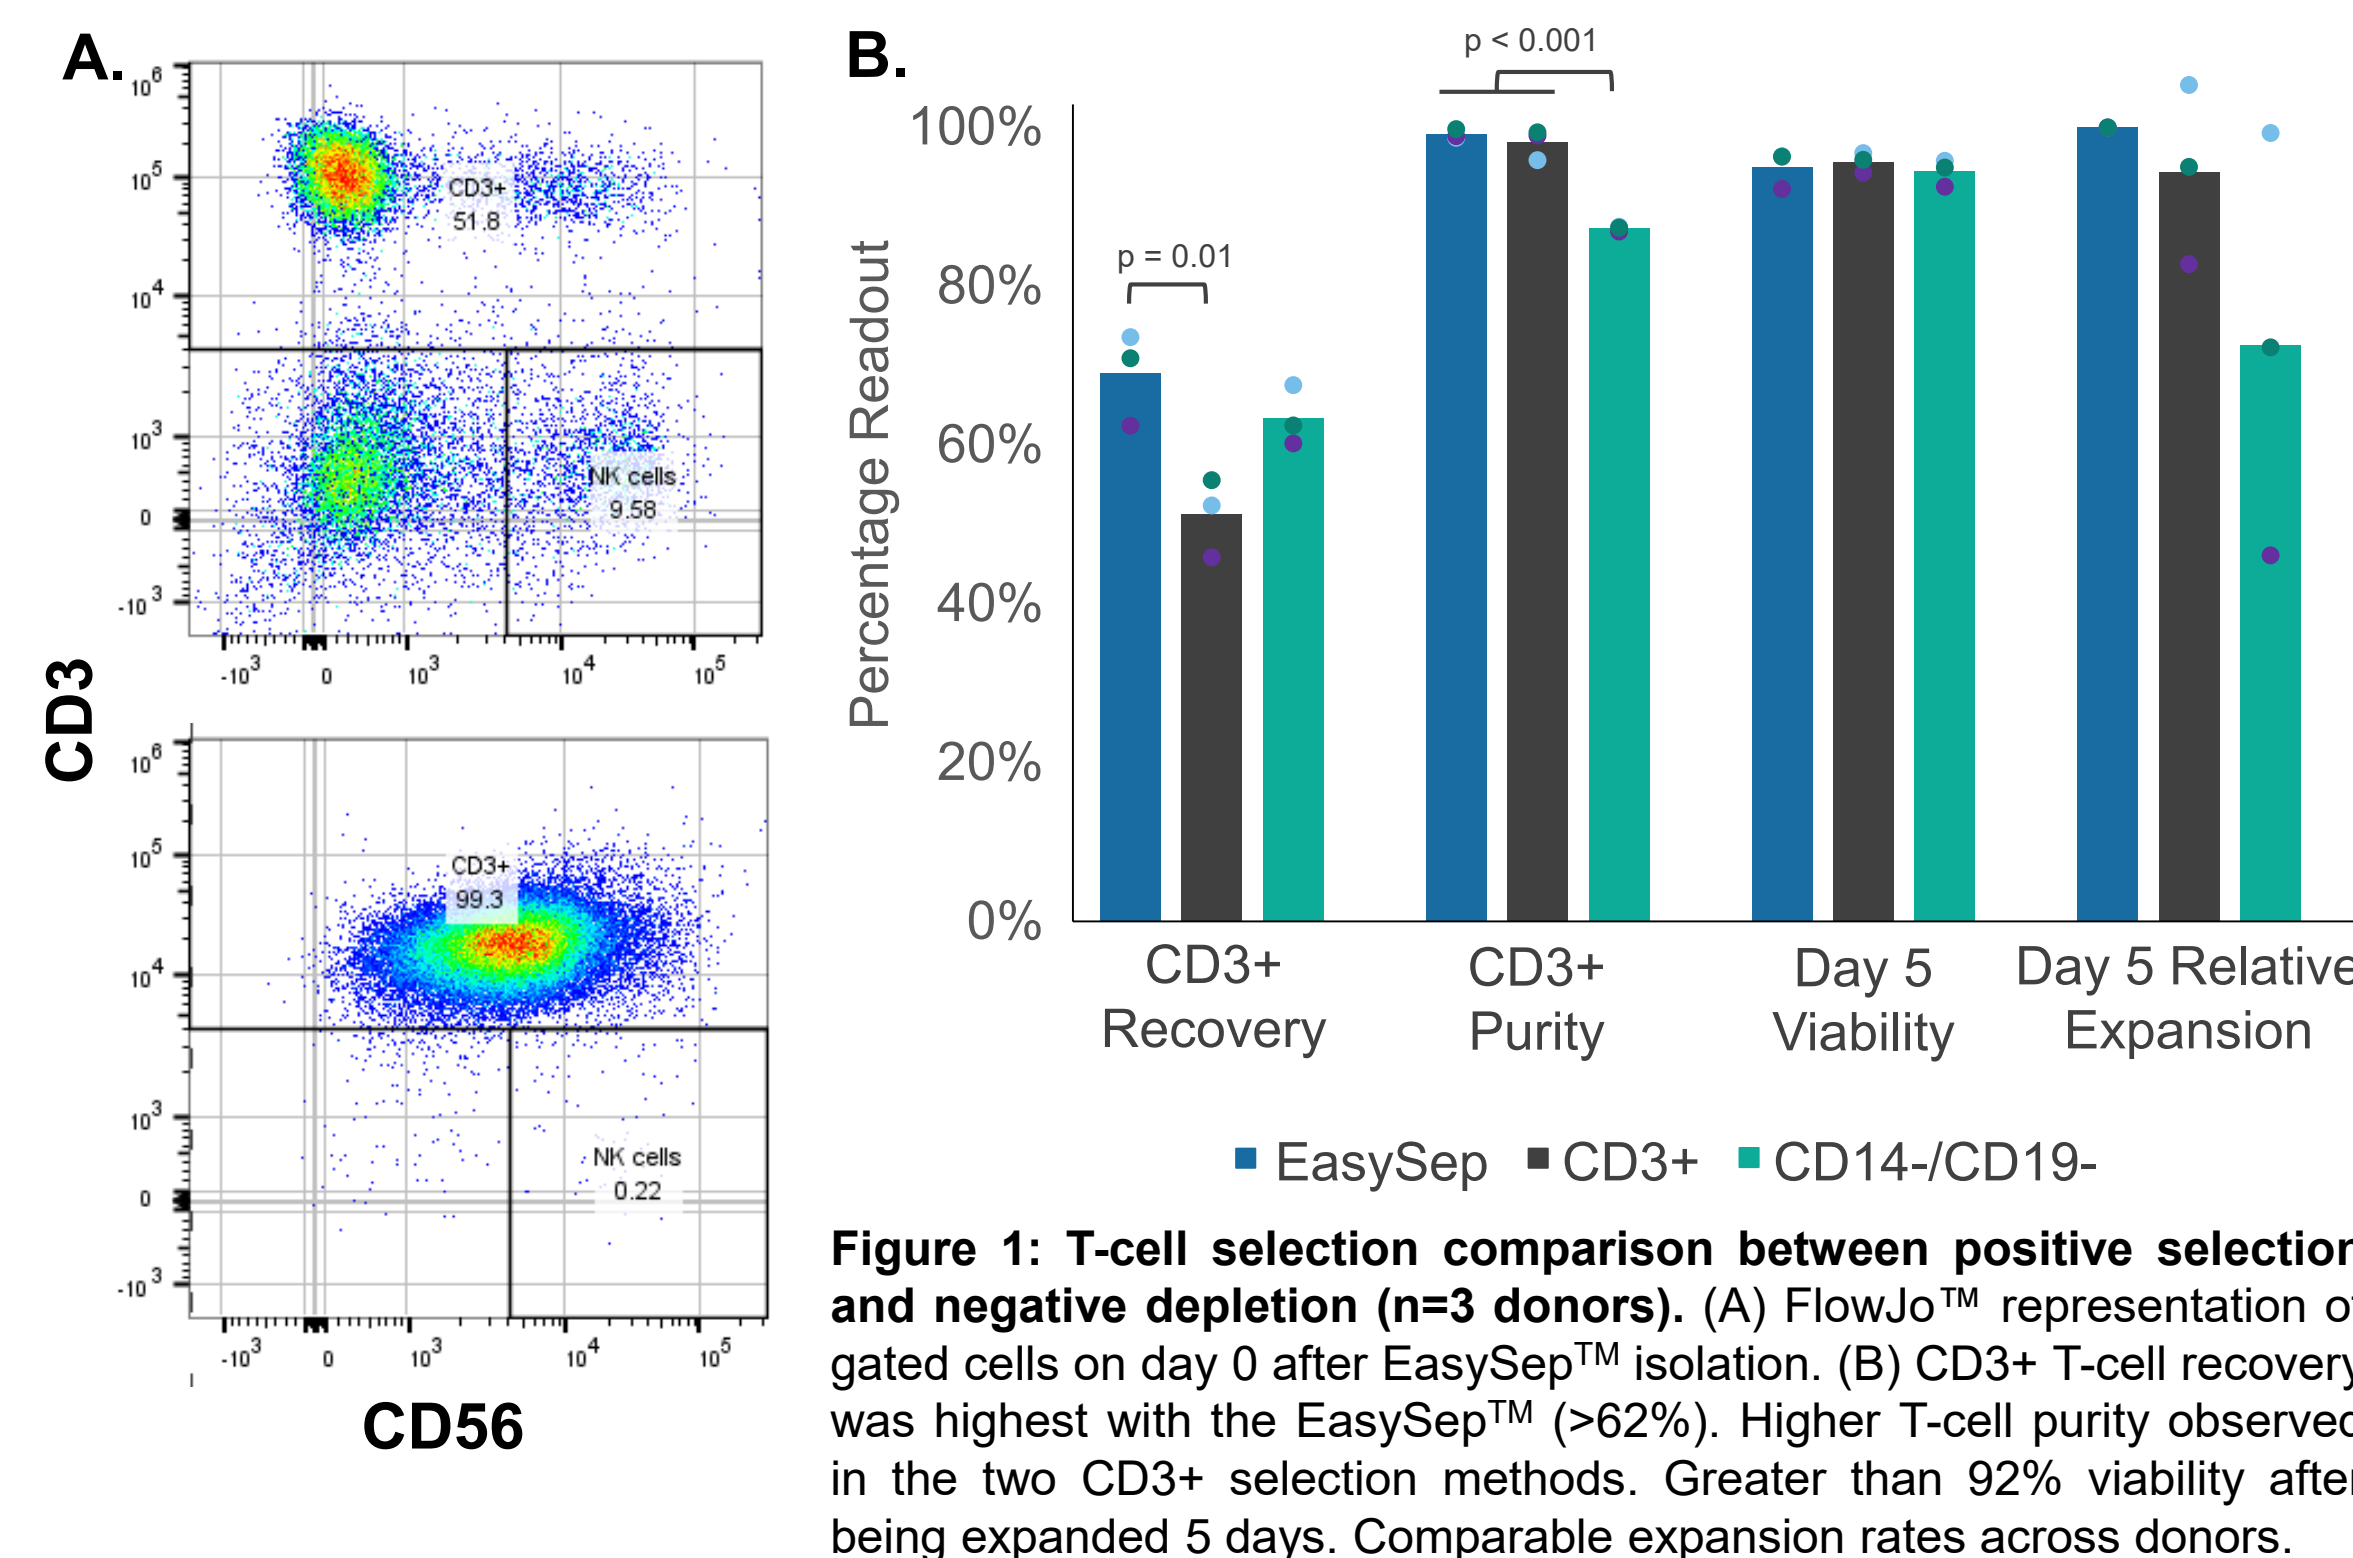 A.
10^6
10^5
10^4
10^3
0
-10^3
CD3+
51.8
NK cells
9.58
-10^3 0 10^3 10^4 10^5
CD3
10^6
10^5
10^4
10^3
0
-10^3
CD3+
99.3
NK cells
0.22
-10^3 0 10^3 10^4 10^5
CD56
B.
Percentage Readout
100%
80%
60%
40%
20%
0%
p = 0.01
p < 0.001
CD3+
Recovery
CD3+
Purity
Day 5
Viability
Day 5 Relative
Expansion
EasySep CD3+ CD14-/CD19-
Figure 1: T-cell selection comparison between positive selection
and negative depletion (n=3 donors). (A) FlowJo™ representation of
gated cells on day 0 after EasySep™ isolation. (B) CD3+ T-cell recovery
was highest with the EasySep™ (>62%). Higher T-cell purity observed
in the two CD3+ selection methods. Greater than 92% viability after
being expanded 5 days. Comparable expansion rates across donors.